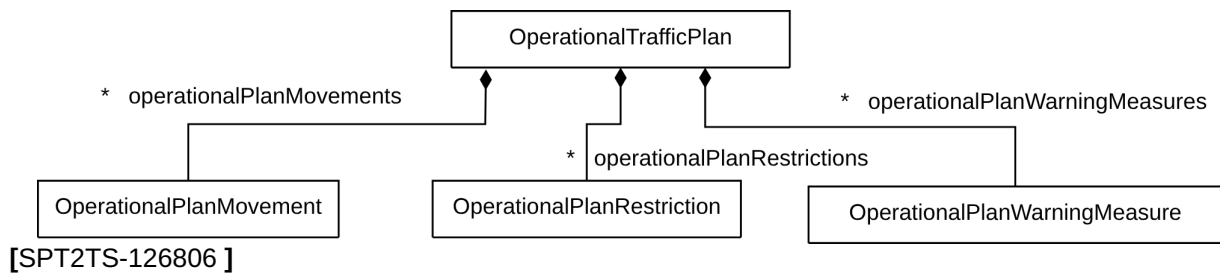 OperationalTrafficPlan
* operationalPlanMovements
* operationalPlanWarningMeasures
* operationalPlanRestrictions
OperationalPlanMovement
OperationalPlanRestriction
OperationalPlanWarningMeasure
[SPT2TS-126806 ]